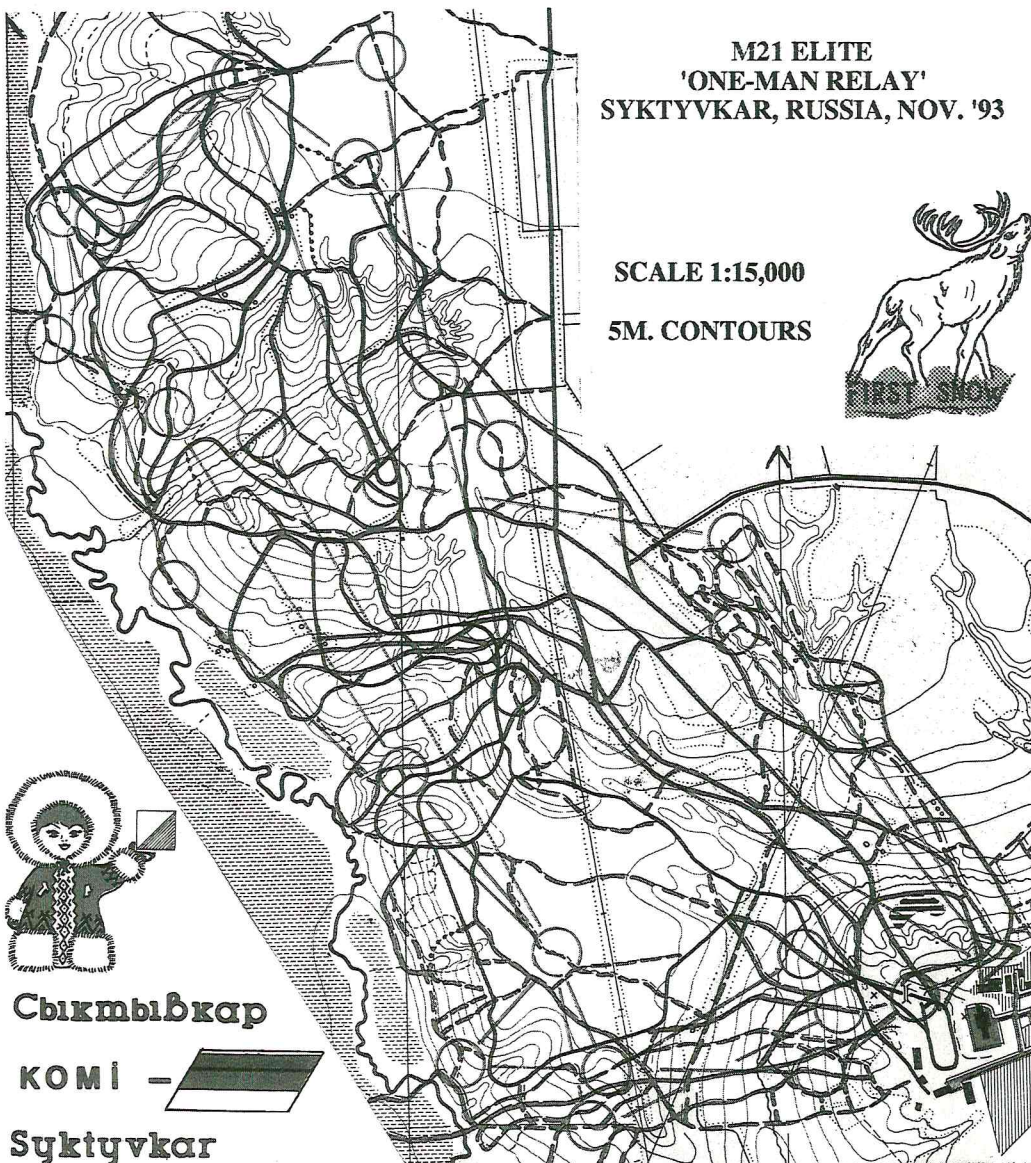 M21 ELITE
'ONE-MAN RELAY'
SYKTYVKAR, RUSSIA, NOV. '93
SCALE 1:15,000
5M. CONTOURS
FIRST SNOW
Сыктывкар
КОМІ –
Syktyvkar